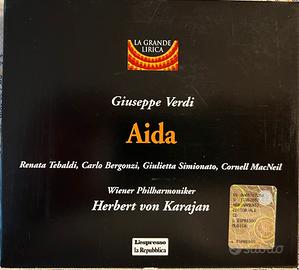 LA GRANDE
LIRICA
Giuseppe Verdi
Aida
Renata Tebaldi, Carlo Bergonzi, Giulietta Simionato, Cornell MacNeil
Wiener Philharmoniker
Herbert von Karajan
L'espresso
la Repubblica
subito